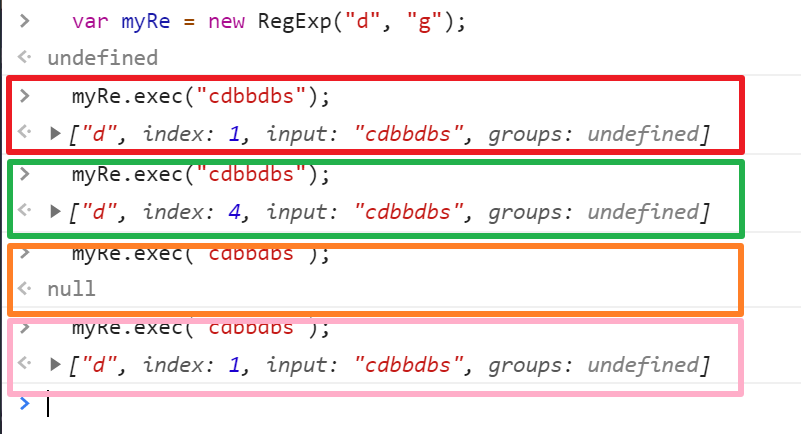 > var myRe = new RegExp("d", "g");
undefined
> myRe.exec("cdbbdbs");
["d", index: 1, input: "cdbbdbs", groups: undefined]
> myRe.exec("cdbbdbs");
["d", index: 4, input: "cdbbdbs", groups: undefined]
> myRe.exec("cdbbdbs");
null
> myRe.exec("cdbbdbs");
["d", index: 1, input: "cdbbdbs", groups: undefined]
>